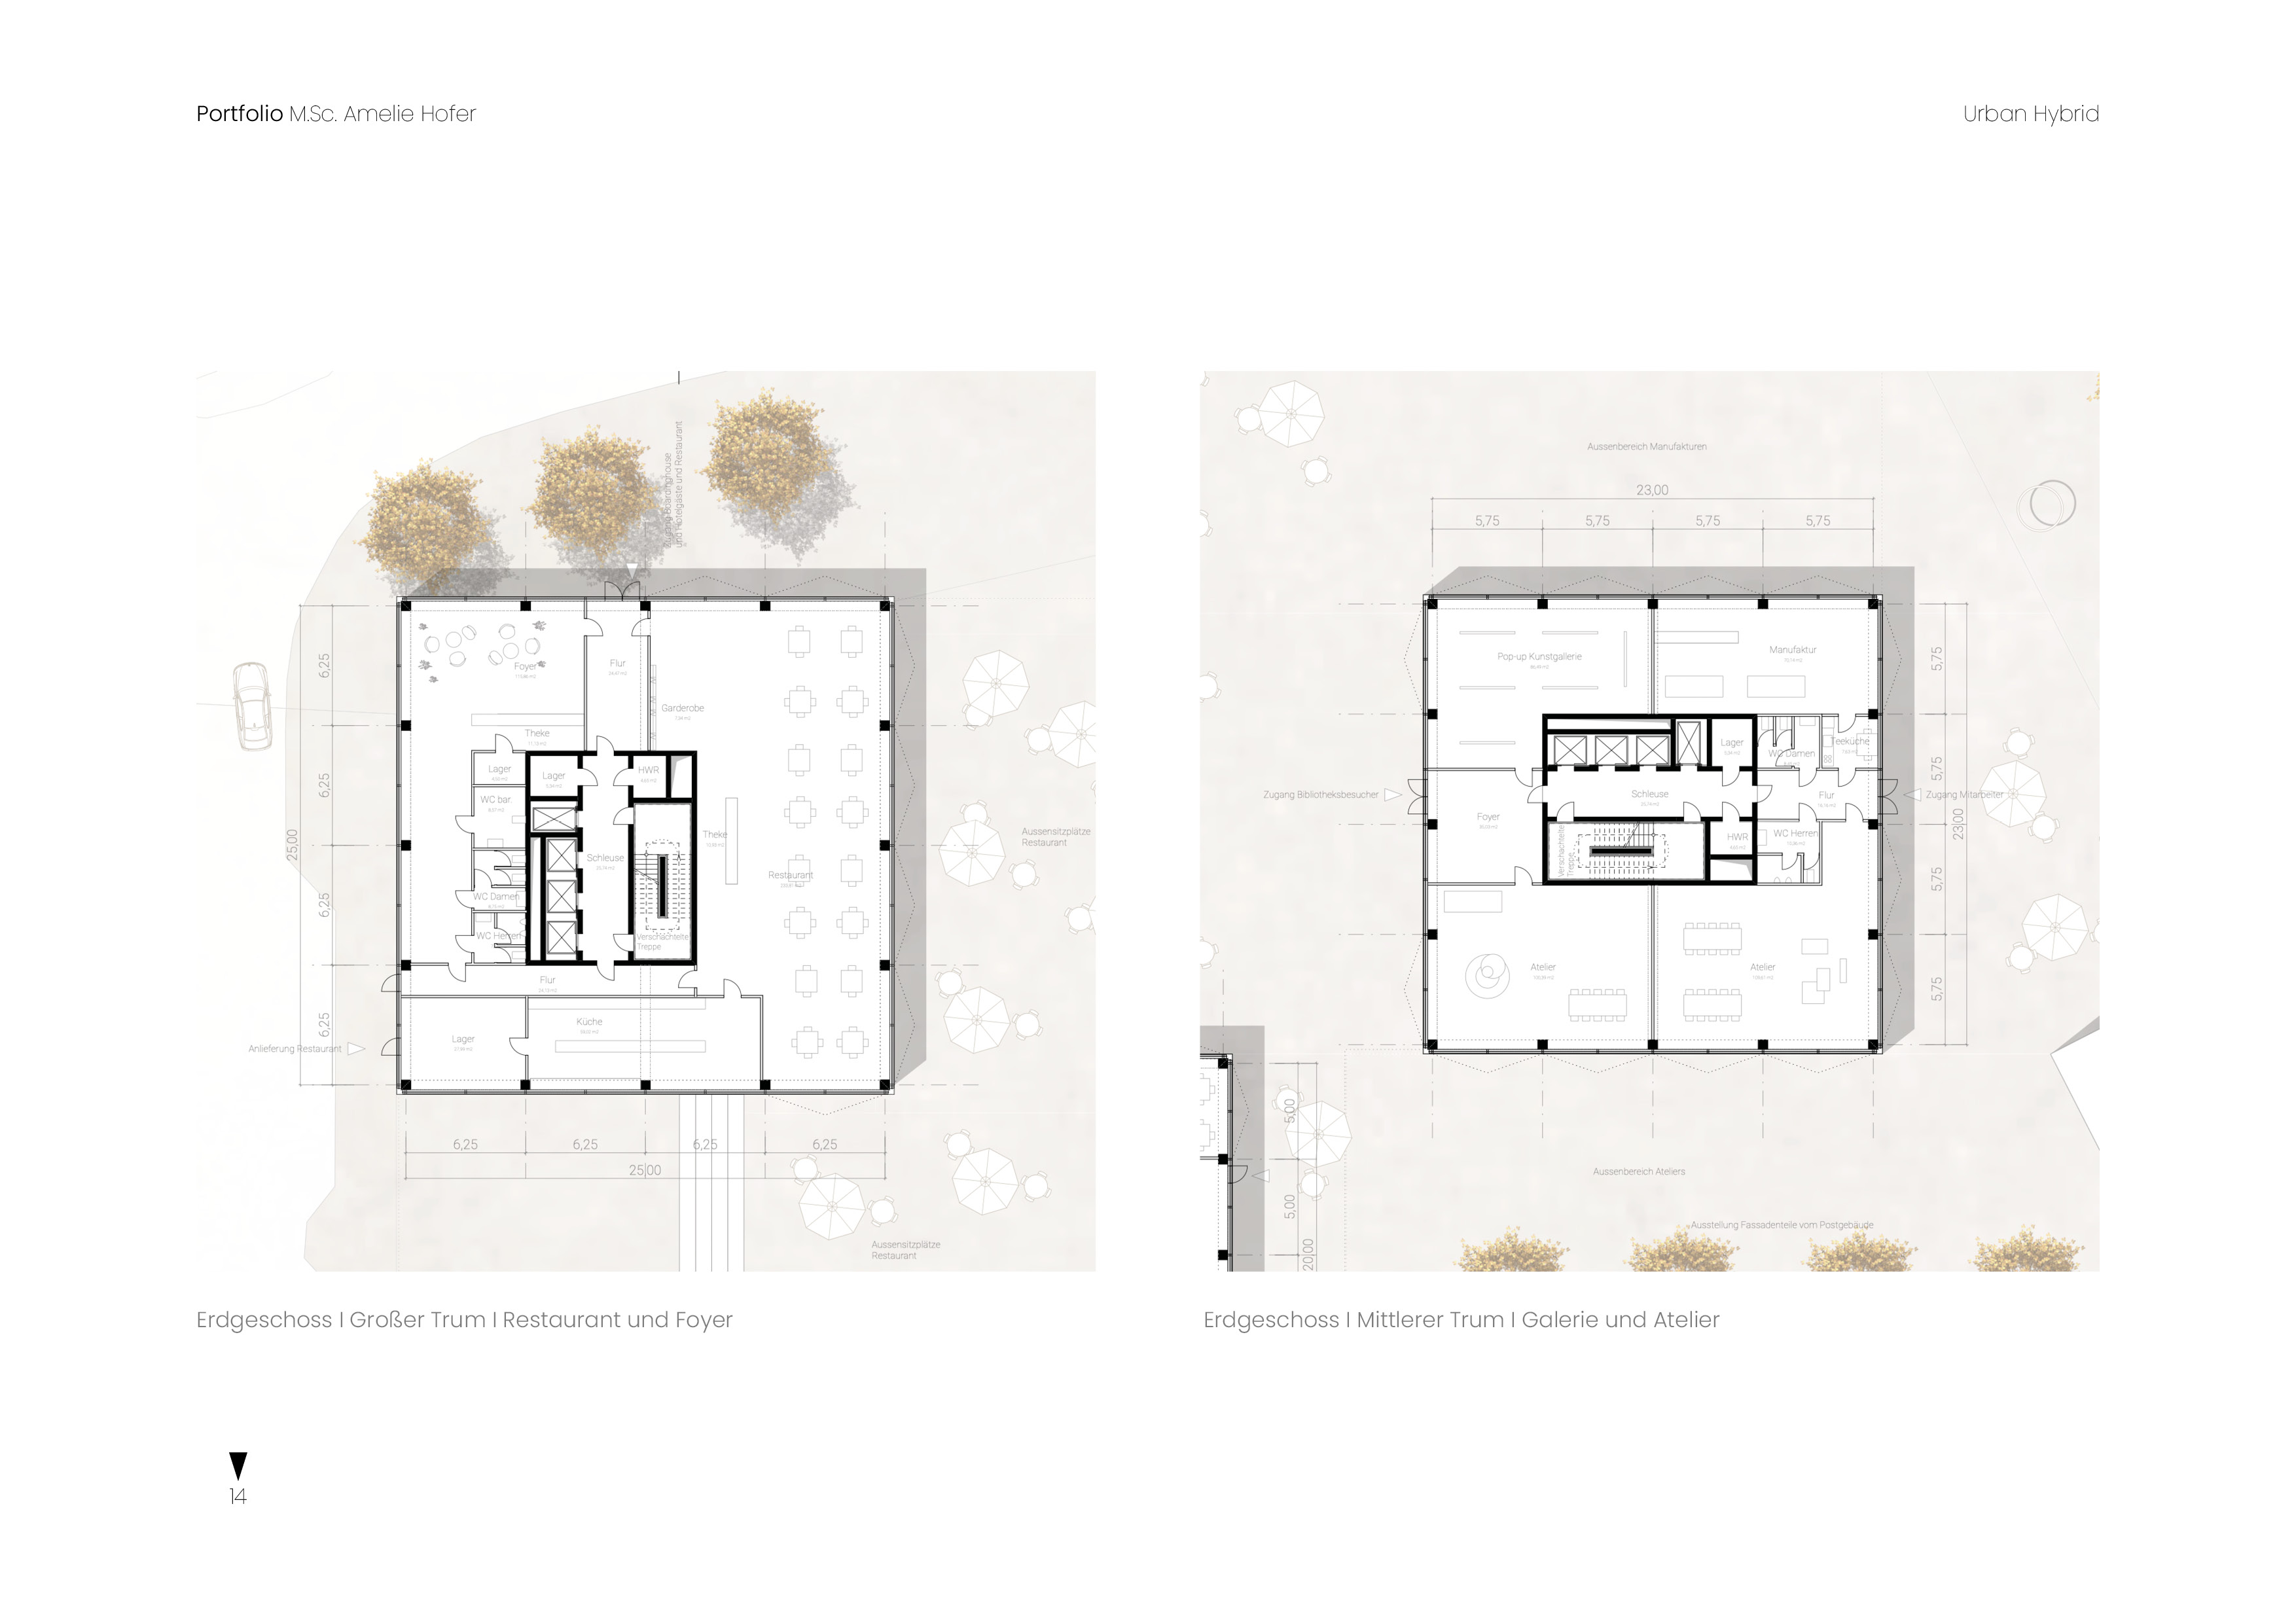 Portfolio M.Sc. Amelie Hofer
Urban Hybrid
Zugang Boardinghouse
und Hotelgäste und Restaurant
6,25
6,25
6,25
6,25
25,00
Foyer
Flur
Garderobe
Theke
Lager
Lager
HWR
WC bar.
Theke
Schleuse
WC Damen
Restaurant
WC Herren
Verschachtelte
Treppe
Flur
Küche
Lager
Anlieferung Restaurant
Aussensitzplätze
Restaurant
6,25
6,25
6,25
6,25
25,00
Aussensitzplätze
Restaurant
Erdgeschoss I Großer Trum I Restaurant und Foyer
Aussenbereich Manufakturen
23,00
5,75
5,75
5,75
5,75
Pop-up Kunstgallerie
Manufaktur
Lager
WC Damen
Teeküche
Zugang Bibliotheksbesucher
Schleuse
Flur
Zugang Mitarbeiter
Foyer
Verschachtelte
Treppe
HWR
WC Herren
Atelier
Atelier
5,75
5,75
5,75
5,75
23,00
5,00
5,00
20,00
Aussenbereich Ateliers
Ausstellung Fassadenteile vom Postgebäude
Erdgeschoss I Mittlerer Trum I Galerie und Atelier
14